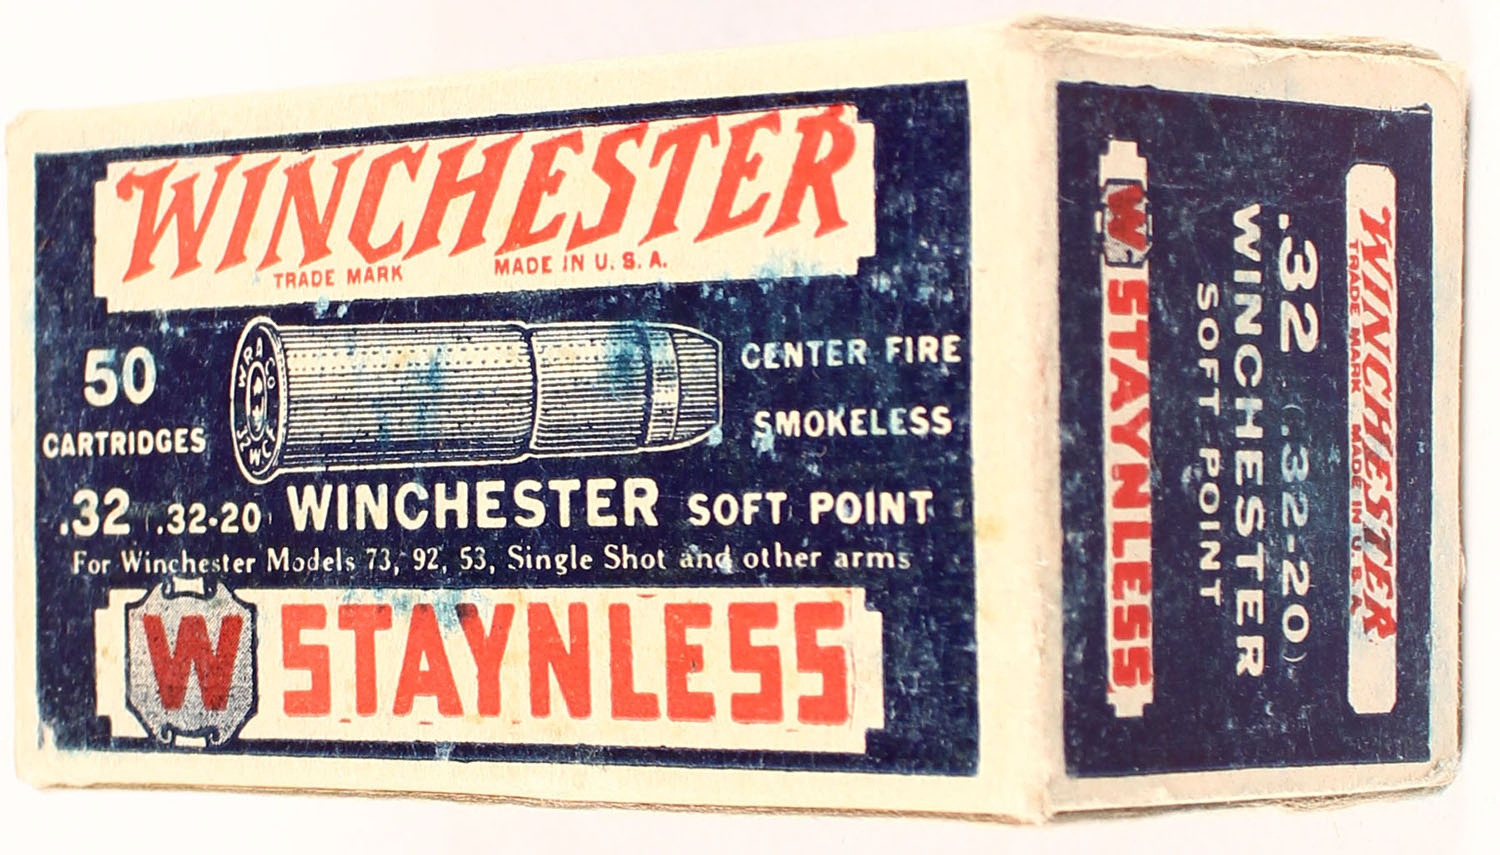 WINCHESTER
TRADE MARK MADE IN U. S. A.
50
CARTRIDGES
W.R.A. CO.
32 W.C.F.
CENTER FIRE
SMOKELESS
.32 (.32-20) WINCHESTER SOFT POINT
For Winchester Models 73, 92, 53, Single Shot and other arms
W STAYNLESS
WINCHESTER
TRADE MARK MADE IN U. S. A.
.32 (.32-20)
WINCHESTER
SOFT POINT
W STAYNLESS